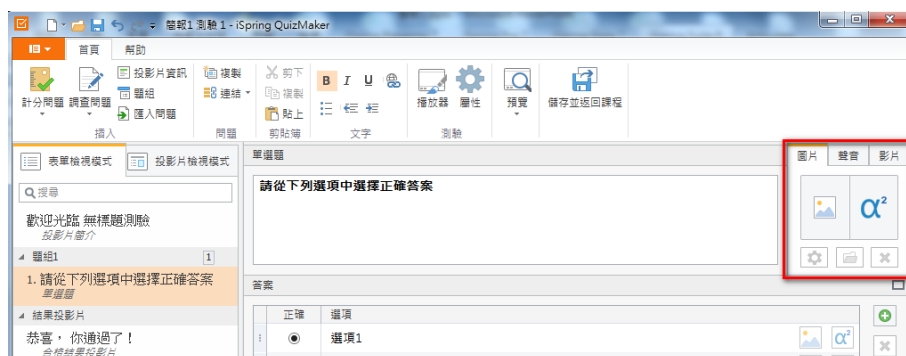 簡報1 測驗 1 - iSpring QuizMaker
首頁 幫助
計分問題 調查問題 投影片資訊 題組 匯入問題
插入
複製 連結
問題
剪下 複製 貼上
剪貼簿
B I U
文字
播放器 屬性
測驗
預覽
儲存並返回課程
表單檢視模式 投影片檢視模式
搜尋
歡迎光臨 無標題測驗
投影片簡介
題組1 1
1. 請從下列選項中選擇正確答案
單選題
結果投影片
恭喜，你通過了！
合格結果投影片
單選題
請從下列選項中選擇正確答案
圖片 聲音 影片
α²
答案
正確 選項
選項1
α²